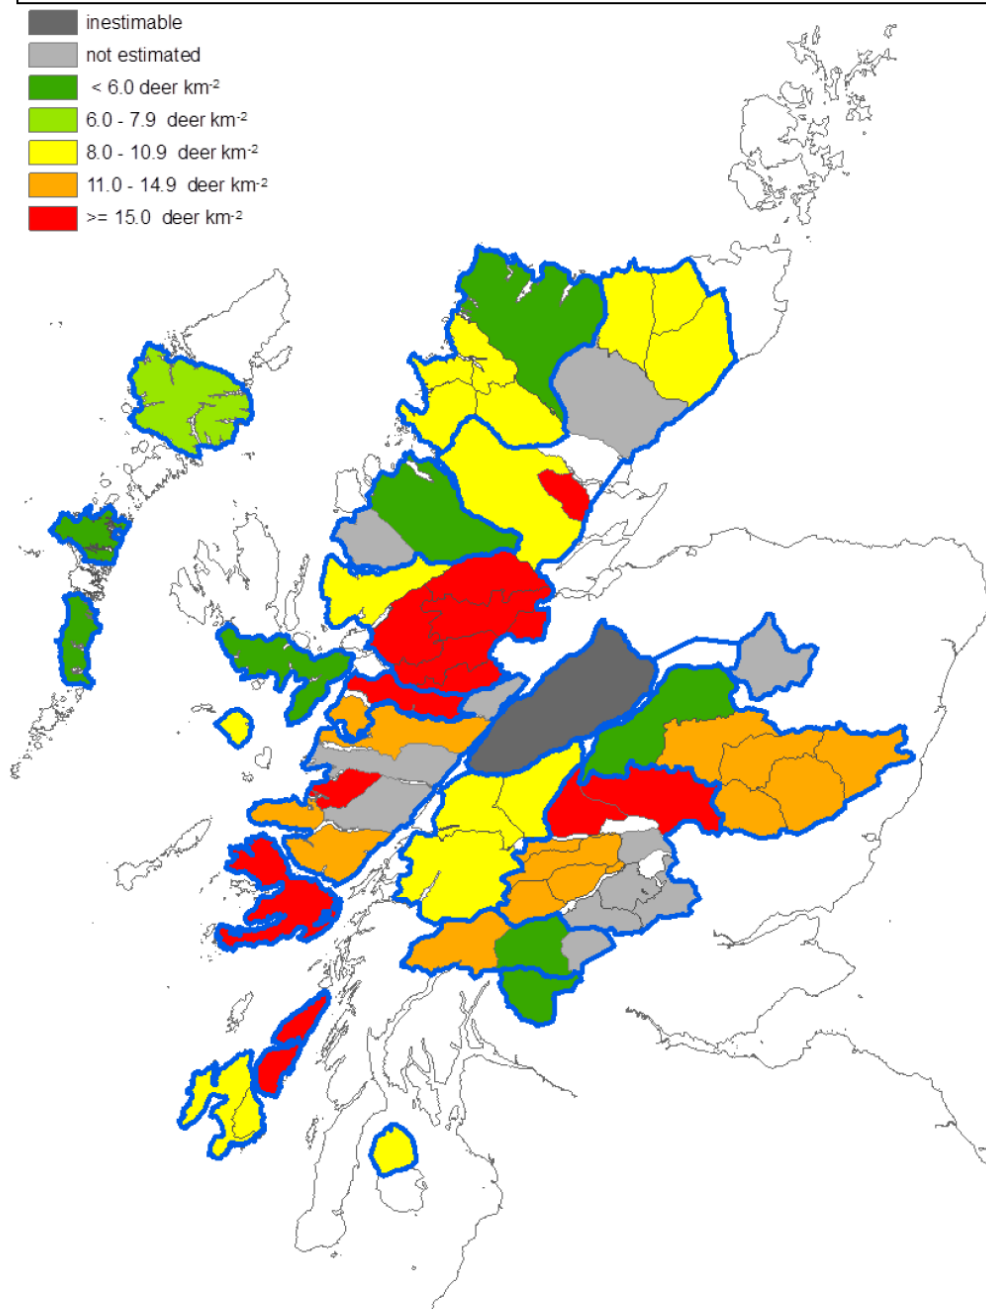 inestimable
not estimated
< 6.0 deer km⁻²
6.0 - 7.9 deer km⁻²
8.0 - 10.9 deer km⁻²
11.0 - 14.9 deer km⁻²
>= 15.0 deer km⁻²